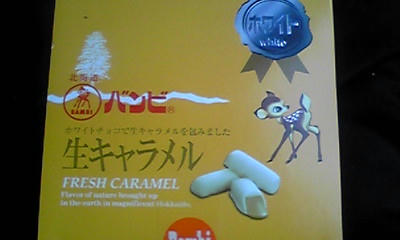 ホワイト
white
北海道
BAMBI
バンビ®
ホワイトチョコで生キャラメルを包みました
生キャラメル
FRESH CARAMEL
Flavor of nature brought up
in the earth in magnificent Hokkaido.
Bambi